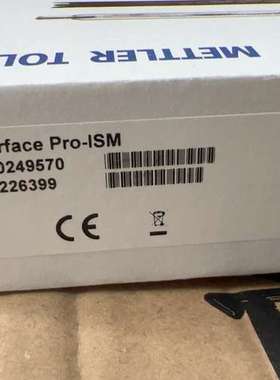 METTLER TOL
rface Pro-ISM
0249570
226399
CE